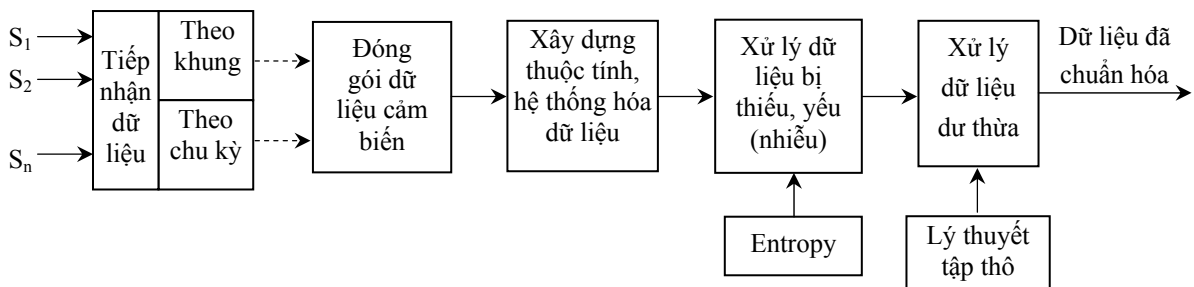 S1
S2
Sn
Tiếp
nhận dữ
liệu
Theo
khung
Theo
chu kỳ
Đóng
gói dữ
liệu cảm
biến
Xây dựng
thuộc tính,
hệ thống hóa
dữ liệu
Xử lý dữ
liệu bị
thiếu, yếu
(nhiễu)
Entropy
Xử lý
dữ liệu
dư thừa
Lý thuyết
tập thô
Dữ liệu đã
chuẩn hóa